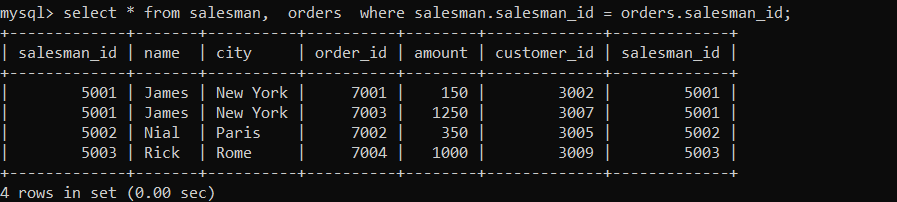 mysql> select * from salesman,  orders  where salesman.salesman_id = orders.salesman_id;
+-------------+-------+----------+----------+--------+-------------+-------------+
| salesman_id | name  | city     | order_id | amount | customer_id | salesman_id |
+-------------+-------+----------+----------+--------+-------------+-------------+
|        5001 | James | New York |     7001 |    150 |        3002 |        5001 |
|        5001 | James | New York |     7003 |   1250 |        3007 |        5001 |
|        5002 | Nial  | Paris    |     7002 |    350 |        3005 |        5002 |
|        5003 | Rick  | Rome     |     7004 |   1000 |        3009 |        5003 |
+-------------+-------+----------+----------+--------+-------------+-------------+
4 rows in set (0.00 sec)